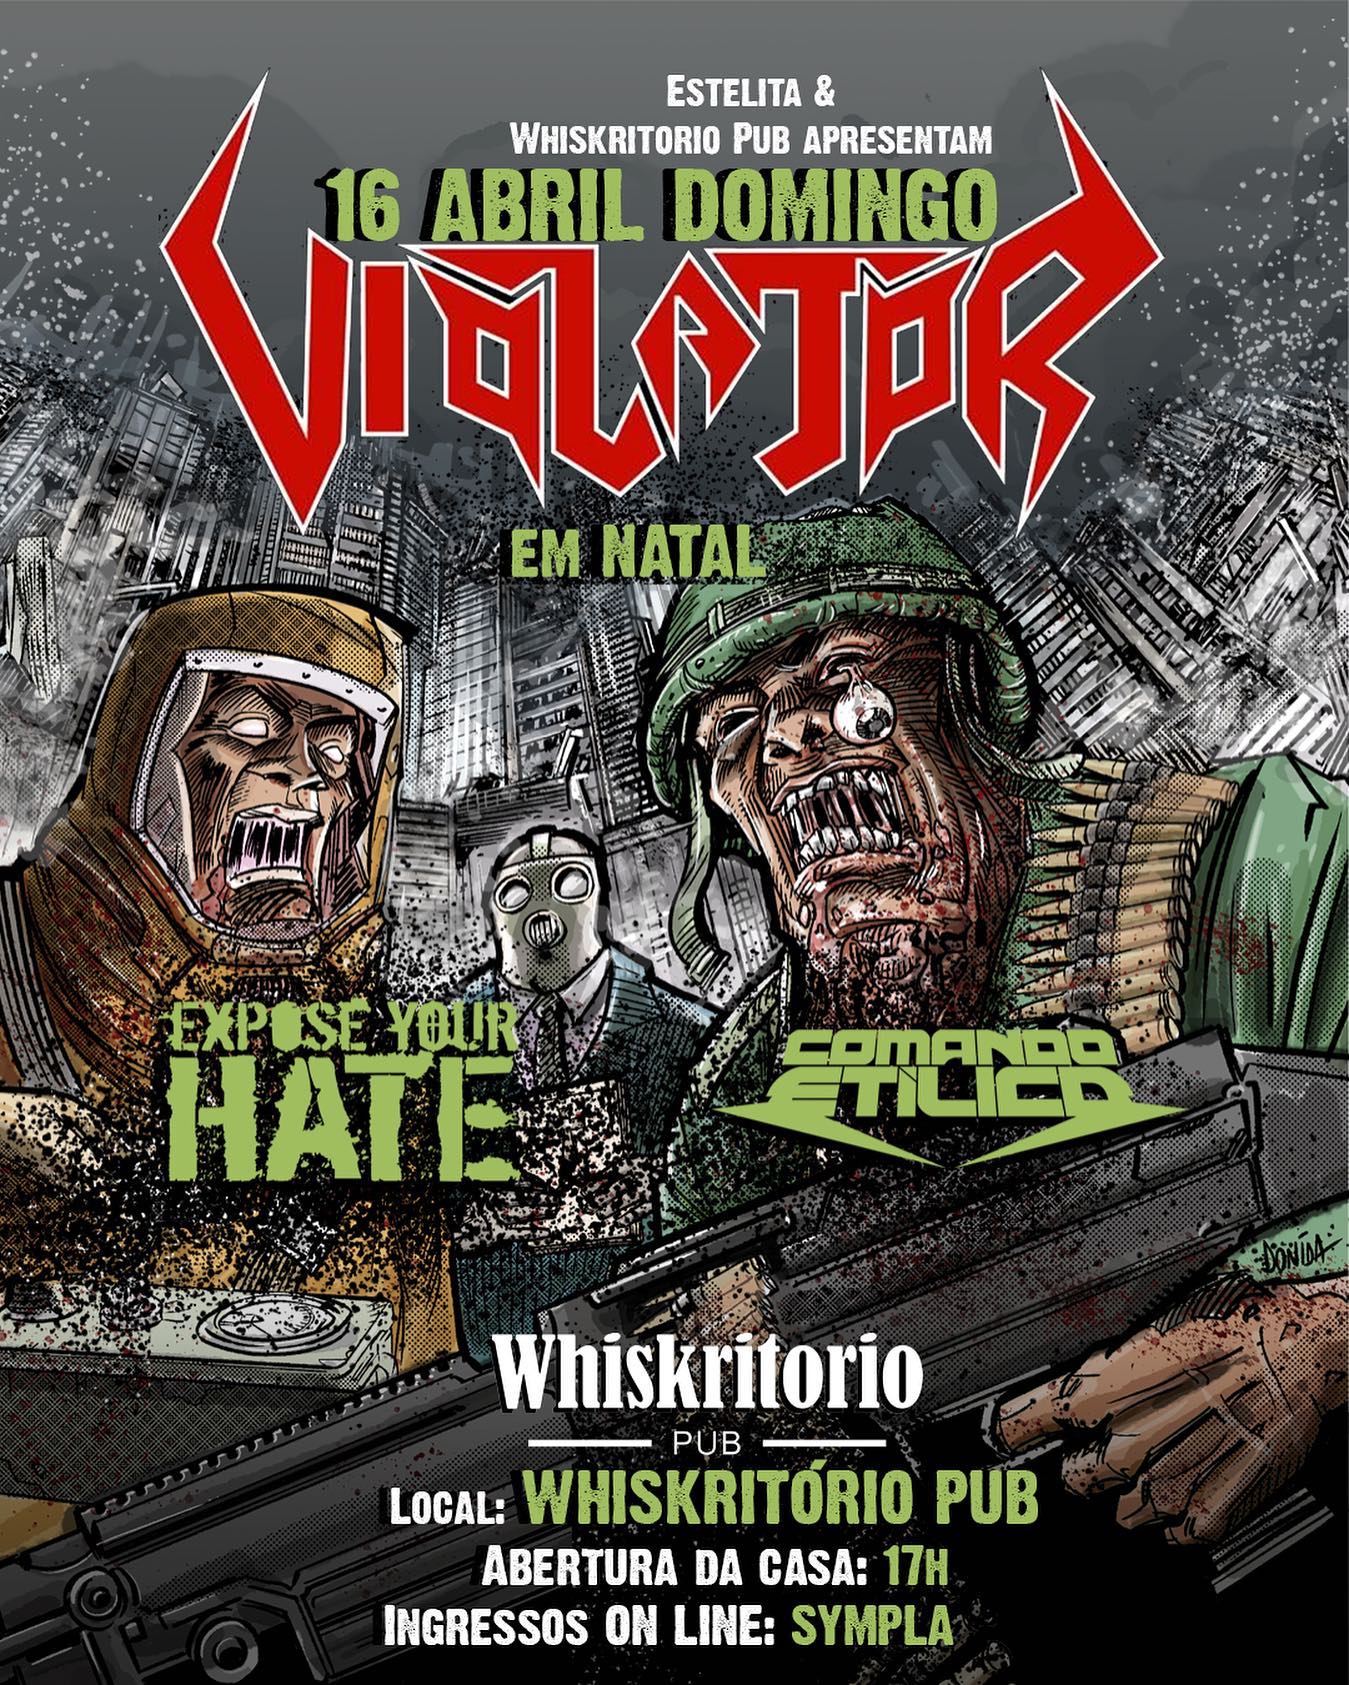 ESTELITA &
WHISKRITORIO PUB APRESENTAM
16 ABRIL DOMINGO
VIOLATOR
EM NATAL
EXPOSE YOUR
HATE
COMANDO
ETÍLICO
DONIDA
Whiskritorio
PUB
LOCAL: WHISKRITÓRIO PUB
ABERTURA DA CASA: 17H
INGRESSOS ON LINE: SYMPLA